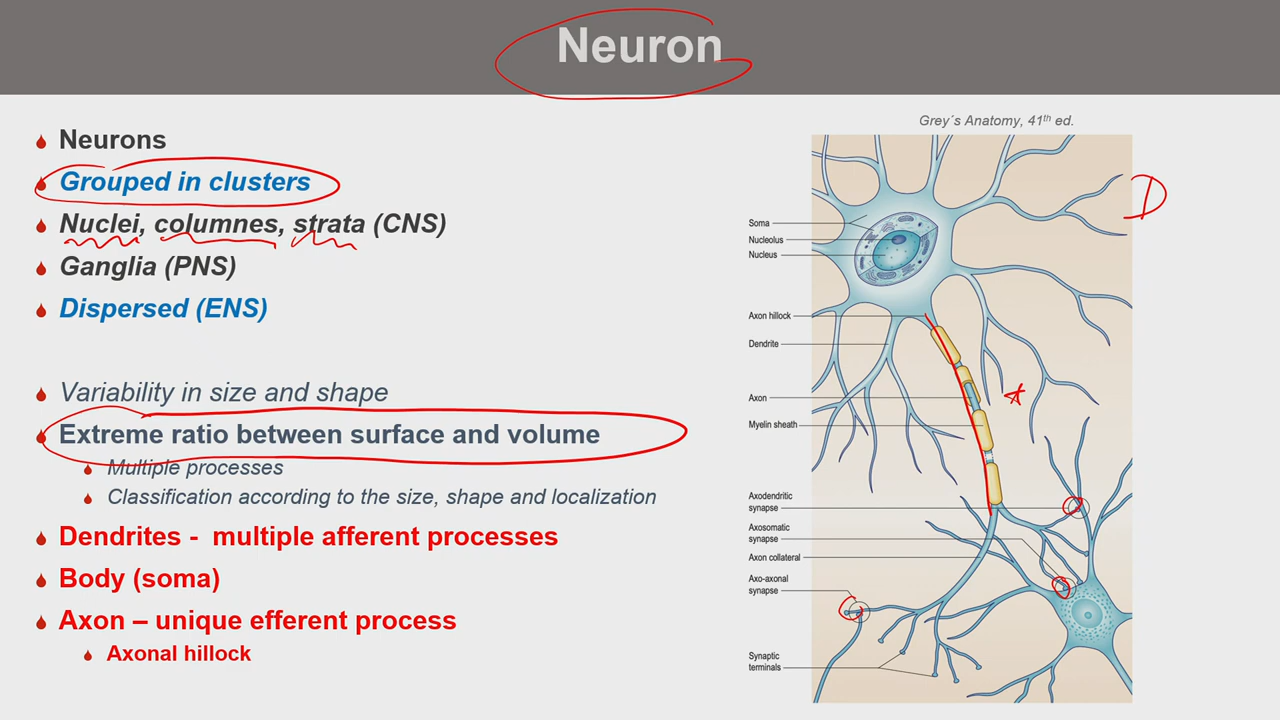 Neuron
Neurons
Grouped in clusters
Nuclei, columnes, strata (CNS)
Ganglia (PNS)
Dispersed (ENS)
Variability in size and shape
Extreme ratio between surface and volume
Multiple processes
Classification according to the size, shape and localization
Dendrites - multiple afferent processes
Body (soma)
Axon – unique efferent process
Axonal hillock
Grey´s Anatomy, 41th ed.
Soma
Nucleolus
Nucleus
Axon hillock
Dendrite
Axon
Myelin sheath
Axodendritic
synapse
Axosomatic
synapse
Axon collateral
Axo-axonal
synapse
Synaptic
terminals
D